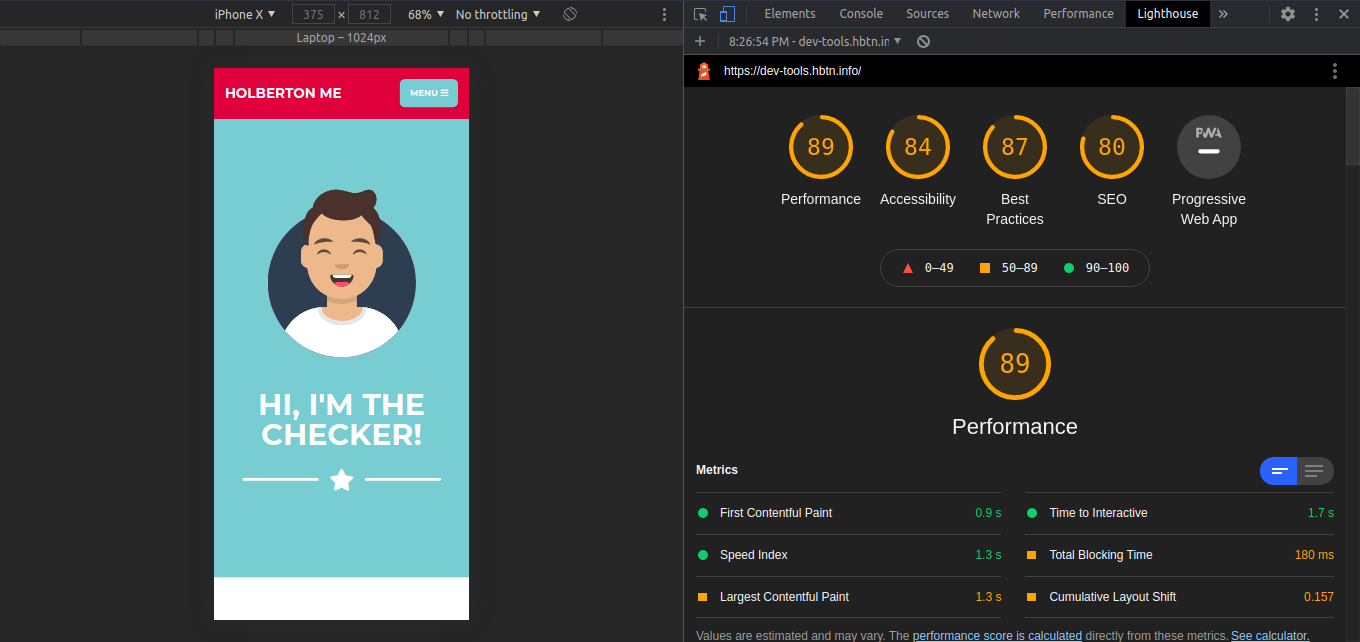 iPhone X 375 × 812 68% No throttling
Laptop – 1024px
HOLBERTON ME
MENU
HI, I'M THE
CHECKER!
Elements Console Sources Network Performance Lighthouse »
+ 8:26:54 PM - dev-tools.hbtn.in
https://dev-tools.hbtn.info/
89 84 87 80 PWA
Performance Accessibility Best Practices SEO Progressive Web App
0–49 50–89 90–100
89
Performance
Metrics
First Contentful Paint 0.9 s
Time to Interactive 1.7 s
Speed Index 1.3 s
Total Blocking Time 180 ms
Largest Contentful Paint 1.3 s
Cumulative Layout Shift 0.157
Values are estimated and may vary. The performance score is calculated directly from these metrics. See calculator.